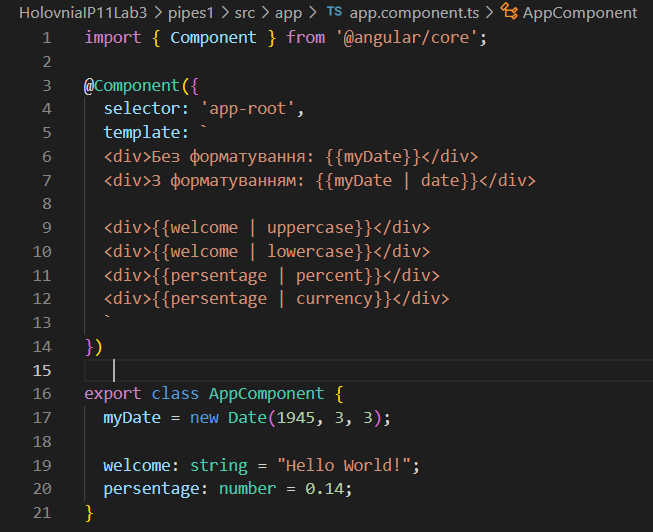 HolovniaIP11Lab3 > pipes1 > src > app > TS app.component.ts > AppComponent
1 import { Component } from '@angular/core';
2
3 @Component({
4   selector: 'app-root',
5   template: `
6   <div>Без форматування: {{myDate}}</div>
7   <div>З форматуванням: {{myDate | date}}</div>
8
9   <div>{{welcome | uppercase}}</div>
10   <div>{{welcome | lowercase}}</div>
11   <div>{{persentage | percent}}</div>
12   <div>{{persentage | currency}}</div>
13   `
14 })
15
16 export class AppComponent {
17   myDate = new Date(1945, 3, 3);
18
19   welcome: string = "Hello World!";
20   persentage: number = 0.14;
21 }